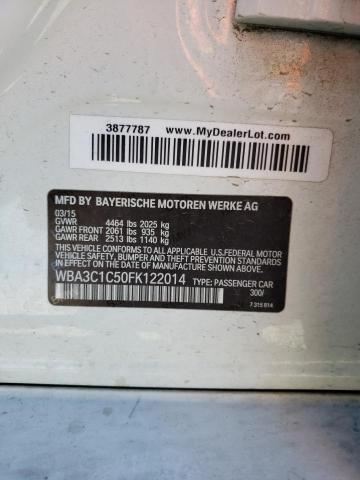 3877787 www.MyDealerLot.com
MFD BY BAYERISCHE MOTOREN WERKE AG
03/15
GVWR 4464 lbs 2025 kg
GAWR FRONT 2061 lbs 935 kg
GAWR REAR 2513 lbs 1140 kg
THIS VEHICLE CONFORMS TO ALL APPLICABLE U.S.FEDERAL MOTOR
VEHICLE SAFETY, BUMPER, AND THEFT PREVENTION STANDARDS
IN EFFECT ON THE DATE OF MANUFACTURE SHOWN ABOVE.
WBA3C1C50FK122014 TYPE: PASSENGER CAR
300/
7 315 814